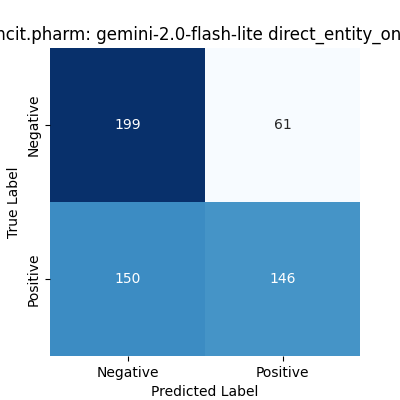 ncit.pharm: gemini-2.0-flash-lite direct_entity_on
True Label
Negative
199
61
Positive
150
146
Negative
Positive
Predicted Label